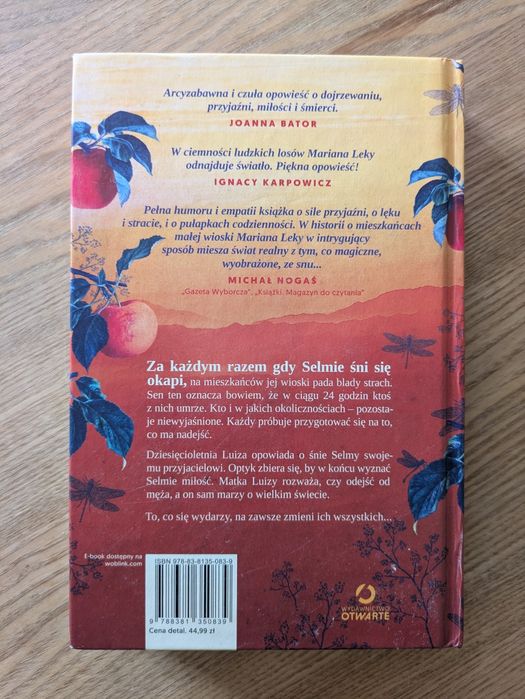 Arcyzabawna i czuła opowieść o dojrzewaniu,
przyjaźni, miłości i śmierci.
JOANNA BATOR
W ciemności ludzkich losów Mariana Leky
odnajduje światło. Piękna opowieść!
IGNACY KARPOWICZ
Pełna humoru i empatii książka o sile przyjaźni, o lęku
i stracie, i o pułapkach codzienności. W historii o mieszkańcach
małej wioski Mariana Leky w intrygujący
sposób miesza świat realny z tym, co magiczne,
wyobrażone, ze snu...
MICHAŁ NOGAŚ
„Gazeta Wyborcza”, „Książki. Magazyn do czytania”
Za każdym razem gdy Selmie śni się
okapi, na mieszkańców jej wioski pada blady strach.
Sen ten oznacza bowiem, że w ciągu 24 godzin ktoś
z nich umrze. Kto i w jakich okolicznościach – pozosta-
je niewyjaśnione. Każdy próbuje przygotować się na to,
co ma nadejść.
Dziesięcioletnia Luiza opowiada o śnie Selmy swoje-
mu przyjacielowi. Optyk zbiera się, by w końcu wyznać
Selmie miłość. Matka Luizy rozważa, czy odejść od
męża, a on sam marzy o wielkim świecie.
To, co się wydarzy, na zawsze zmieni ich wszystkich...
E-book dostępny na
woblink.com
ISBN 978-83-8135-083-9
9 788381 350839
Cena detal. 44,99 zł
WYDAWNICTWO
OTWARTE